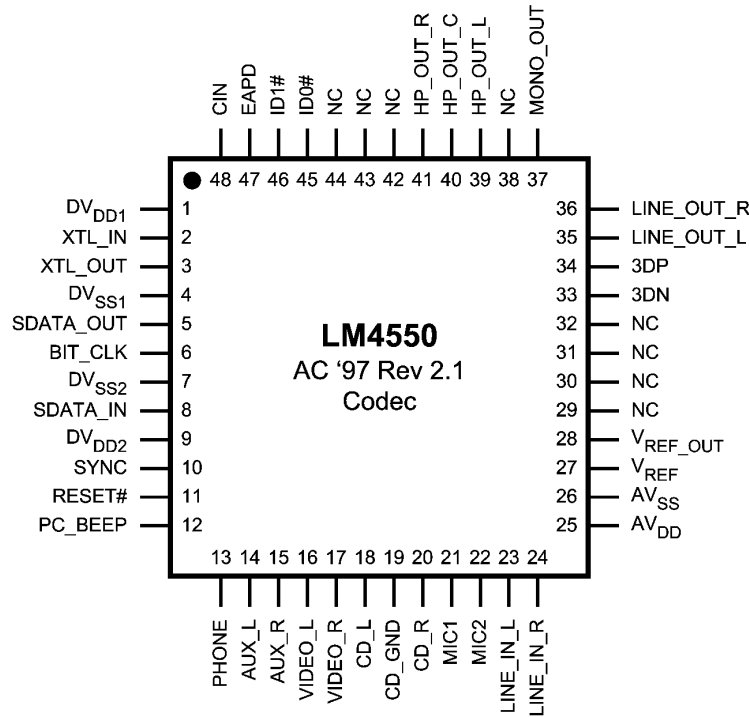 CIN
EAPD
ID1#
ID0#
NC
NC
NC
HP_OUT_R
HP_OUT_C
HP_OUT_L
NC
MONO_OUT
48 47 46 45 44 43 42 41 40 39 38 37
DVDD1 1
XTL_IN 2
XTL_OUT 3
DVSS1 4
SDATA_OUT 5
BIT_CLK 6
DVSS2 7
SDATA_IN 8
DVDD2 9
SYNC 10
RESET# 11
PC_BEEP 12
LM4550
AC ‘97 Rev 2.1
Codec
36 LINE_OUT_R
35 LINE_OUT_L
34 3DP
33 3DN
32 NC
31 NC
30 NC
29 NC
28 VREF_OUT
27 VREF
26 AVSS
25 AVDD
13 14 15 16 17 18 19 20 21 22 23 24
PHONE
AUX_L
AUX_R
VIDEO_L
VIDEO_R
CD_L
CD_GND
CD_R
MIC1
MIC2
LINE_IN_L
LINE_IN_R